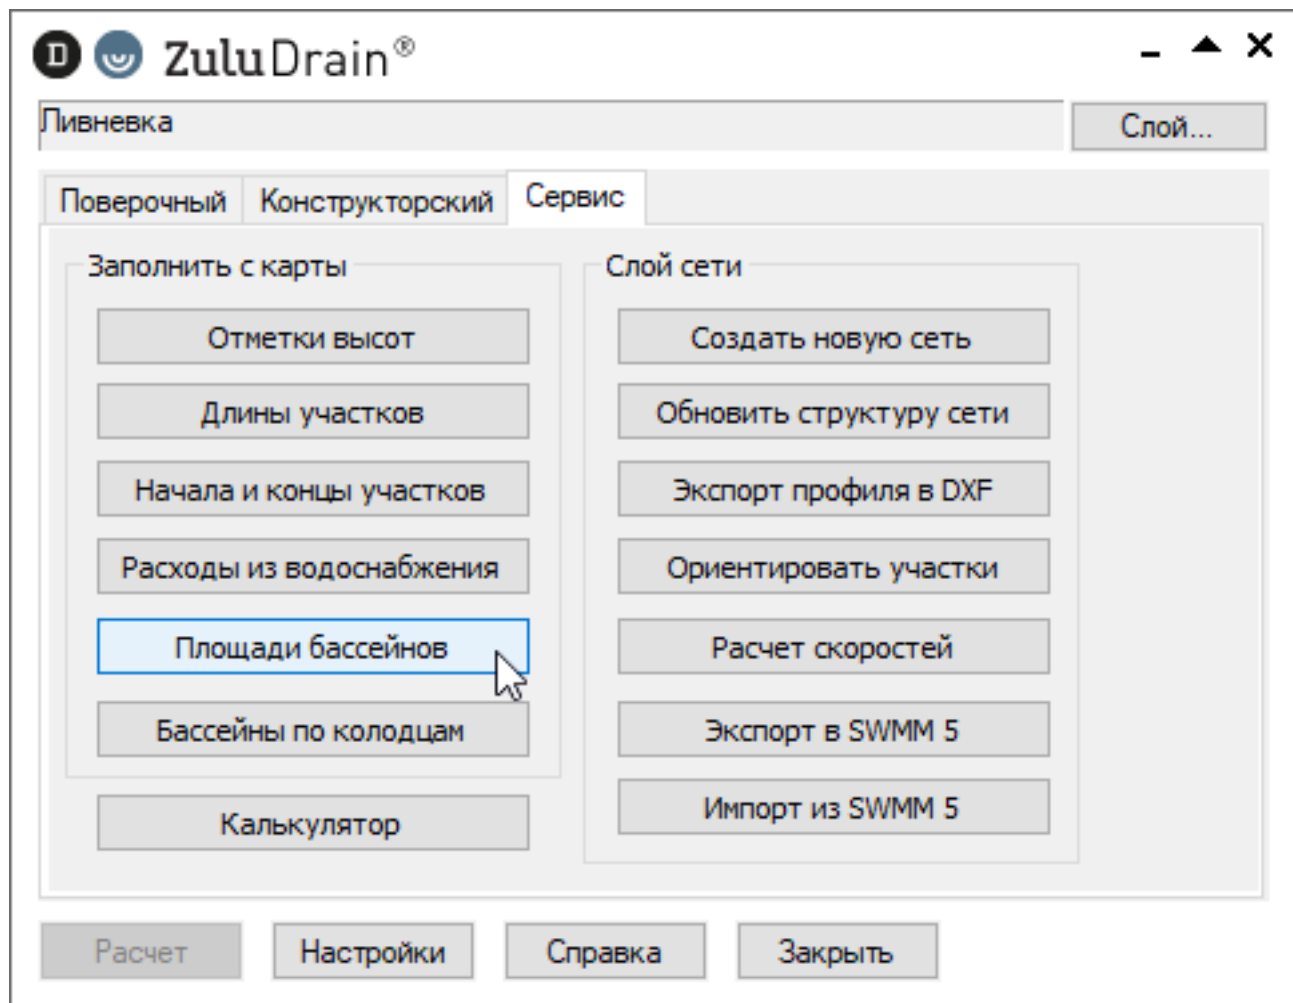 D ZuluDrain®
Ливневка
Слой...
Поверочный Конструкторский Сервис
Заполнить с карты
Отметки высот
Длины участков
Начала и концы участков
Расходы из водоснабжения
Площади бассейнов
Бассейны по колодцам
Калькулятор
Слой сети
Создать новую сеть
Обновить структуру сети
Экспорт профиля в DXF
Ориентировать участки
Расчет скоростей
Экспорт в SWMM 5
Импорт из SWMM 5
Расчет Настройки Справка Закрыть